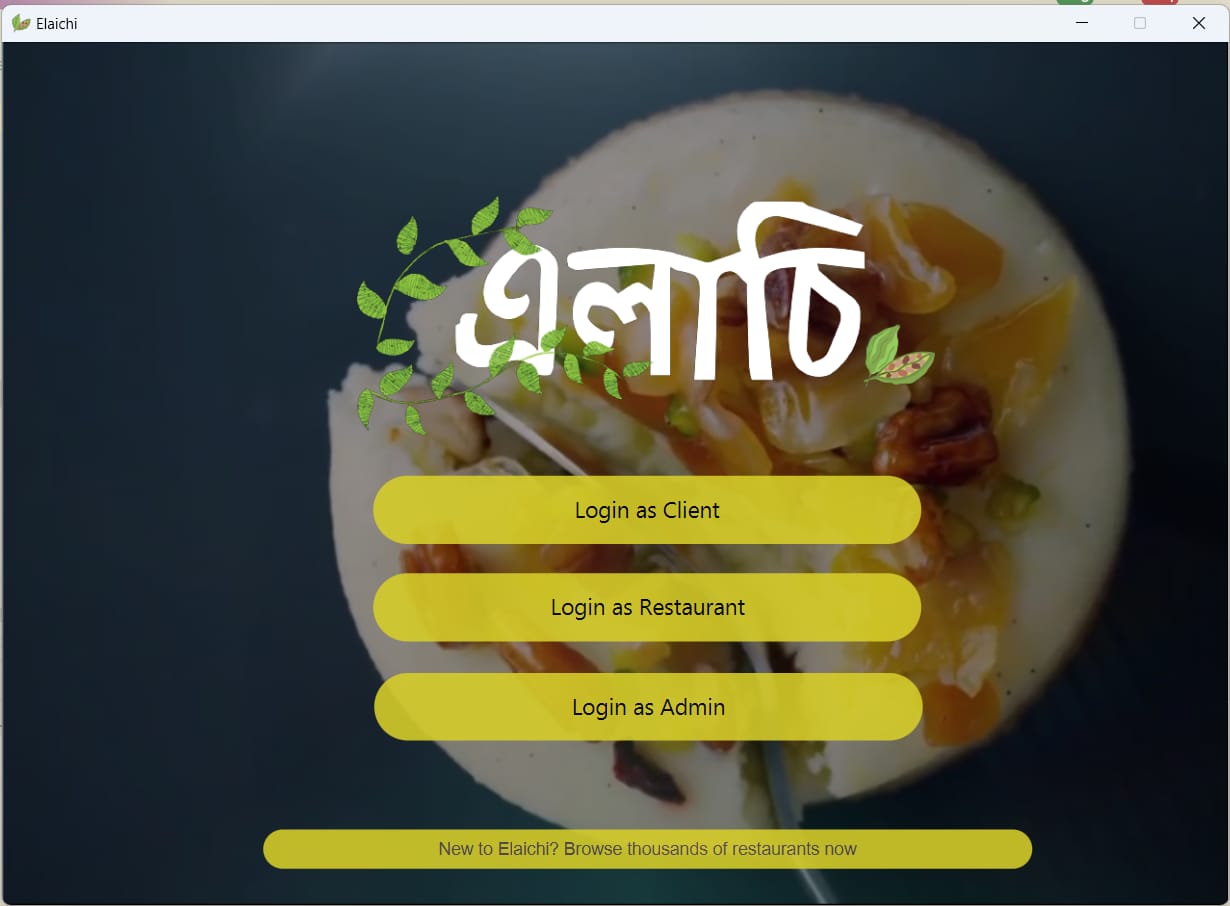 Elaichi
এলাচি
Login as Client
Login as Restaurant
Login as Admin
New to Elaichi? Browse thousands of restaurants now